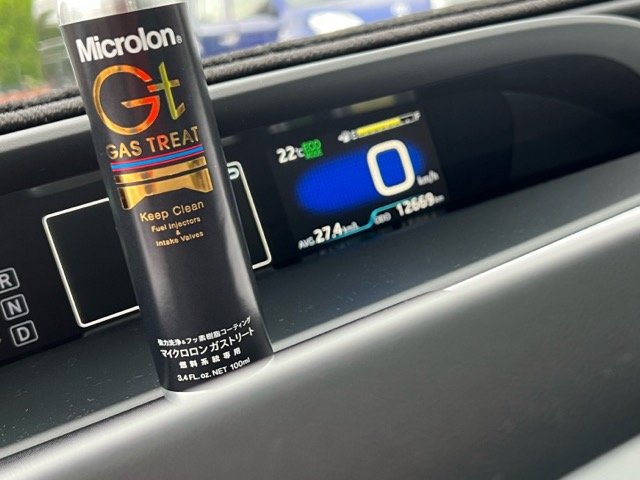 Microlon®
Gt
GAS TREAT
Keep Clean
Fuel Injectors
&
Intake Valves
強力洗浄&フッ素樹脂コーティング
マイクロロン ガストリート
燃料系統専用
3.4 FL. oz. NET 100ml
22℃ ECO MODE
F
0
km/h
AVG 27.4 km/L
ODO 12669 km
R
N
D